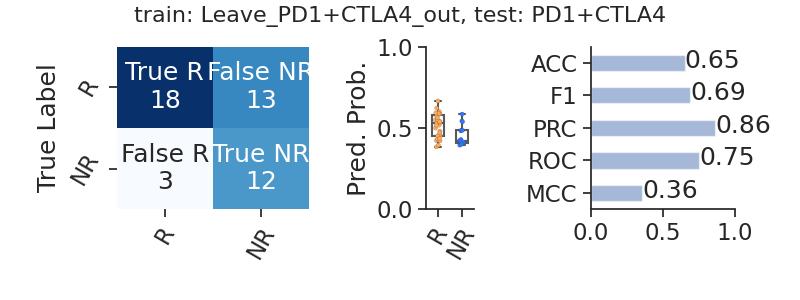 train: Leave_PD1+CTLA4_out, test: PD1+CTLA4
True Label
R
NR
True R
18
False NR
13
False R
3
True NR
12
R
NR
Pred. Prob.
1.0
0.5
0.0
R
NR
ACC
0.65
F1
0.69
PRC
0.86
ROC
0.75
MCC
0.36
0.0
0.5
1.0